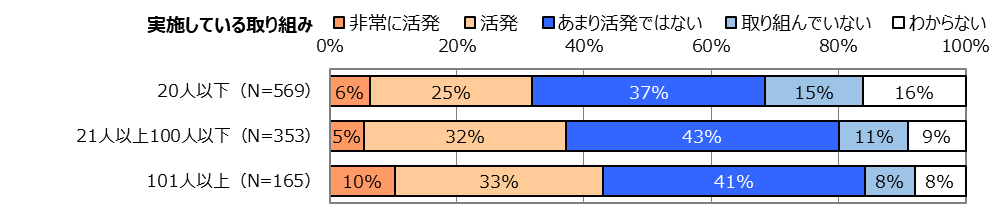 実施している取り組み 非常に活発 活発 あまり活発ではない 取り組んでいない わからない
0% 20% 40% 60% 80% 100%
20人以下（N=569） 6% 25% 37% 15% 16%
21人以上100人以下（N=353） 5% 32% 43% 11% 9%
101人以上（N=165） 10% 33% 41% 8% 8%